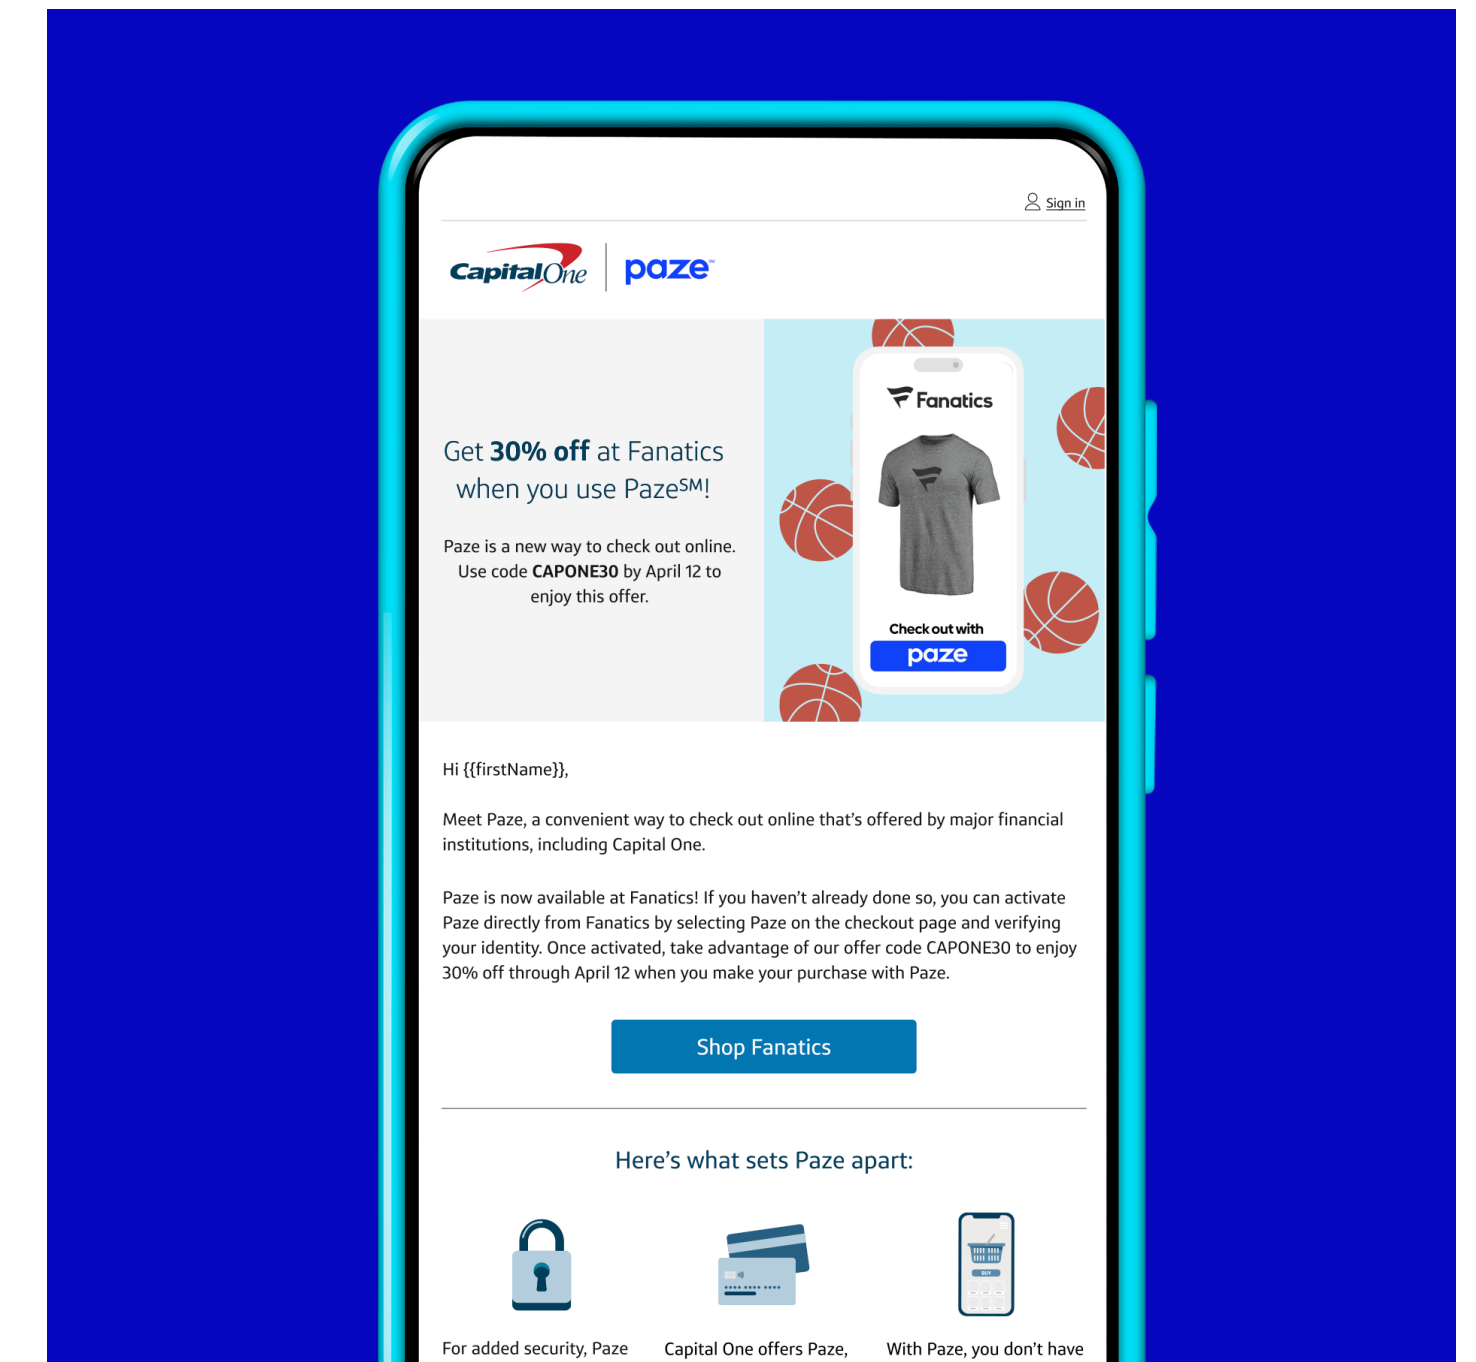 Sign in
CapitalOne
paze
Fanatics
Get 30% off at Fanatics
when you use Paze℠!
Paze is a new way to check out online.
Use code CAPONE30 by April 12 to
enjoy this offer.
Check out with
paze
Hi {{firstName}},
Meet Paze, a convenient way to check out online that's offered by major financial
institutions, including Capital One.
Paze is now available at Fanatics! If you haven't already done so, you can activate
Paze directly from Fanatics by selecting Paze on the checkout page and verifying
your identity. Once activated, take advantage of our offer code CAPONE30 to enjoy
30% off through April 12 when you make your purchase with Paze.
Shop Fanatics
Here's what sets Paze apart:
BUY
For added security, Paze
Capital One offers Paze,
With Paze, you don't have